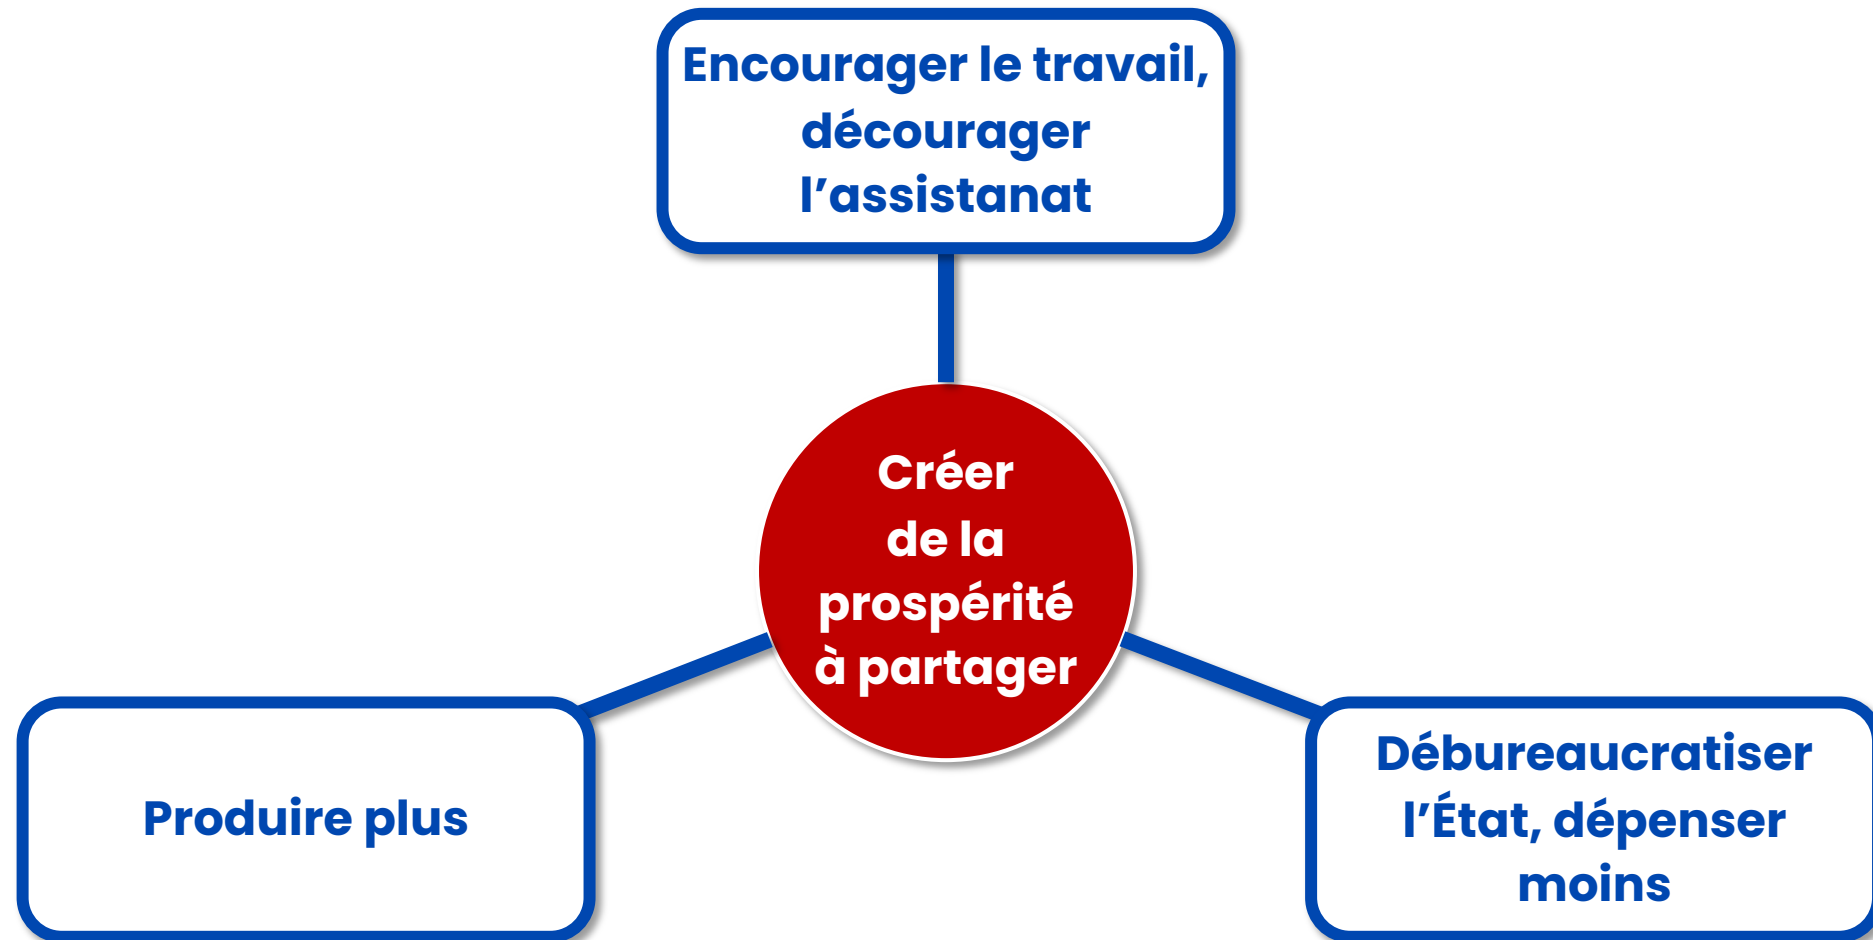 Encourager le travail,
décourager
l’assistanat
Créer
de la
prospérité
à partager
Produire plus
Débureaucratiser
l’État, dépenser
moins